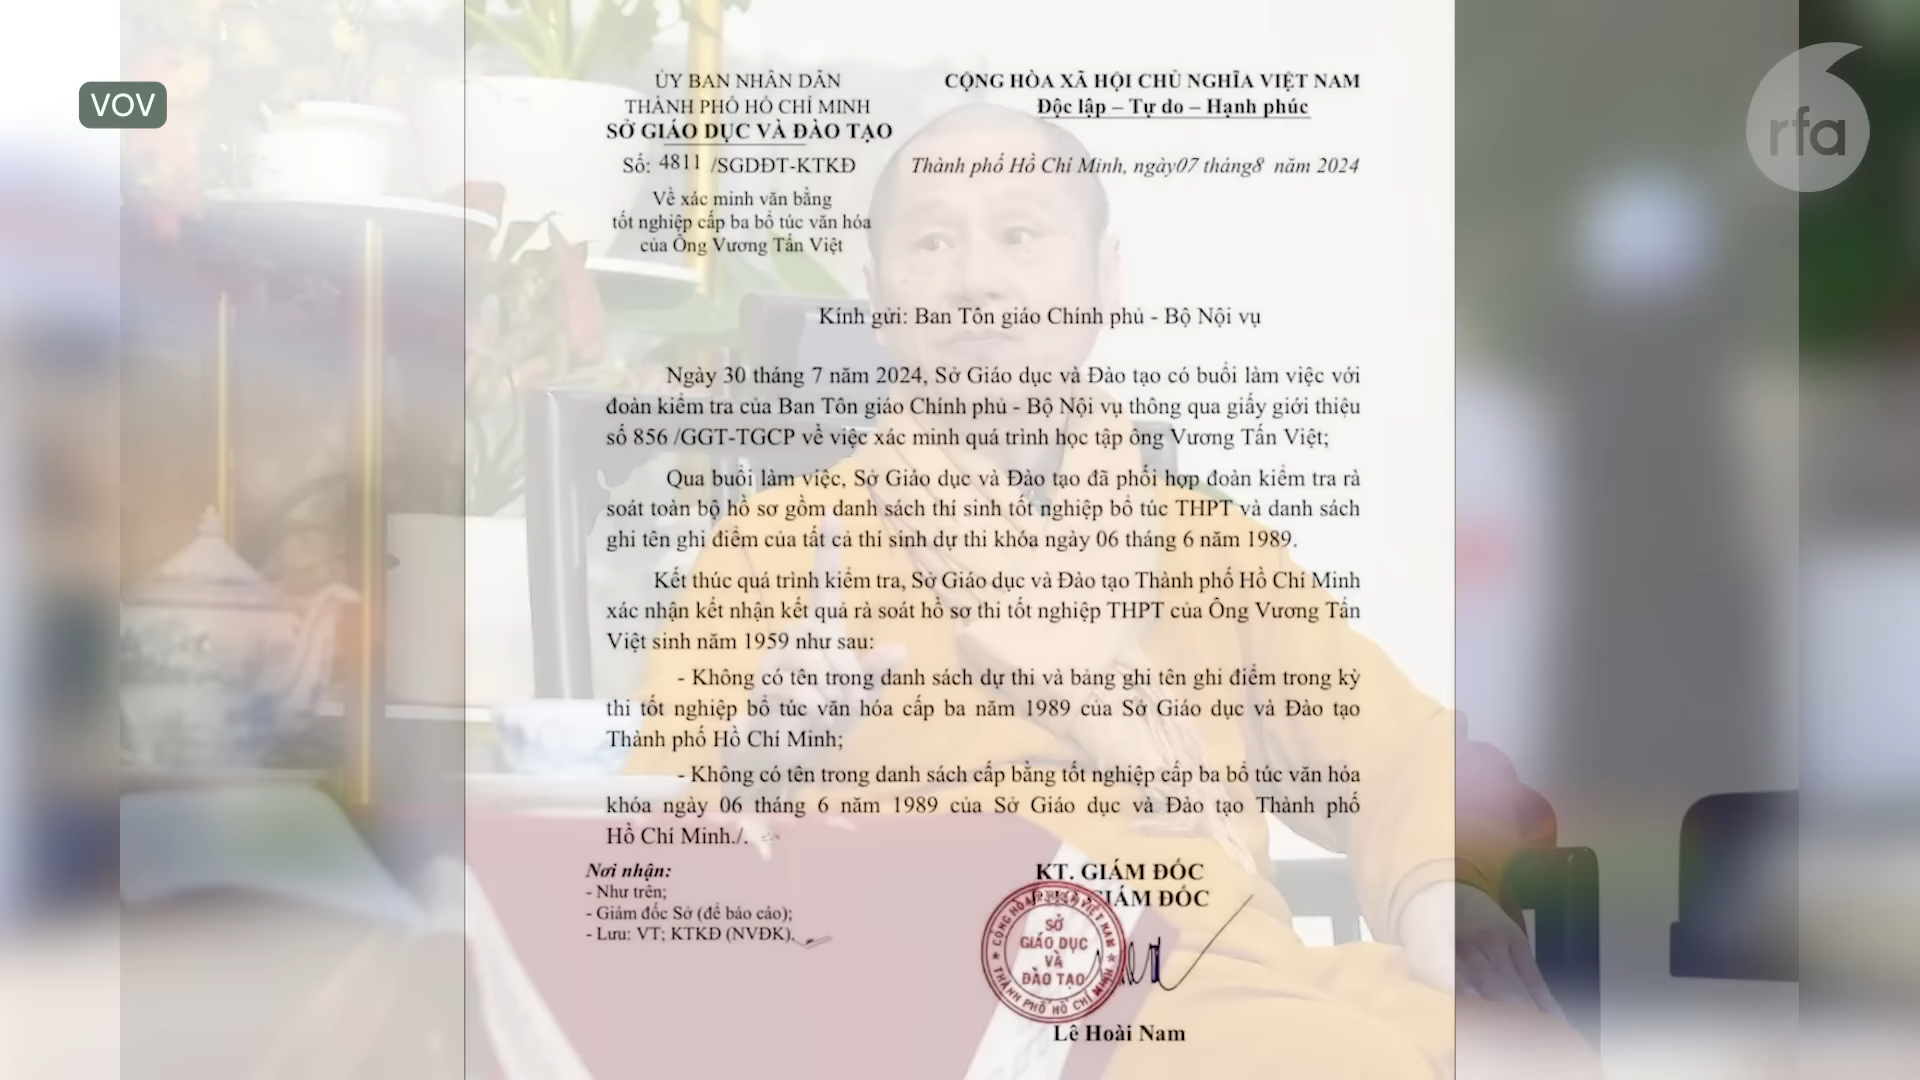 VOV
rfa
ỦY BAN NHÂN DÂN
THÀNH PHỐ HỒ CHÍ MINH
SỞ GIÁO DỤC VÀ ĐÀO TẠO
Số: 4811 /SGDĐT-KTKĐ
Về xác minh văn bằng
tốt nghiệp cấp ba bổ túc văn hóa
của Ông Vương Tấn Việt
CỘNG HÒA XÃ HỘI CHỦ NGHĨA VIỆT NAM
Độc lập – Tự do – Hạnh phúc
Thành phố Hồ Chí Minh, ngày07 tháng8 năm 2024
Kính gửi: Ban Tôn giáo Chính phủ - Bộ Nội vụ
Ngày 30 tháng 7 năm 2024, Sở Giáo dục và Đào tạo có buổi làm việc với
đoàn kiểm tra của Ban Tôn giáo Chính phủ - Bộ Nội vụ thông qua giấy giới thiệu
số 856 /GGT-TGCP về việc xác minh quá trình học tập ông Vương Tấn Việt;
Qua buổi làm việc, Sở Giáo dục và Đào tạo đã phối hợp đoàn kiểm tra rà
soát toàn bộ hồ sơ gồm danh sách thí sinh tốt nghiệp bổ túc THPT và danh sách
ghi tên ghi điểm của tất cả thí sinh dự thi khóa ngày 06 tháng 6 năm 1989.
Kết thúc quá trình kiểm tra, Sở Giáo dục và Đào tạo Thành phố Hồ Chí Minh
xác nhận kết nhận kết quả rà soát hồ sơ thi tốt nghiệp THPT của Ông Vương Tấn
Việt sinh năm 1959 như sau:
- Không có tên trong danh sách dự thi và bảng ghi tên ghi điểm trong kỳ
thi tốt nghiệp bổ túc văn hóa cấp ba năm 1989 của Sở Giáo dục và Đào tạo
Thành phố Hồ Chí Minh;
- Không có tên trong danh sách cấp bằng tốt nghiệp cấp ba bổ túc văn hóa
khóa ngày 06 tháng 6 năm 1989 của Sở Giáo dục và Đào tạo Thành phố
Hồ Chí Minh./.
Nơi nhận:
- Như trên;
- Giám đốc Sở (để báo cáo);
- Lưu: VT; KTKĐ (NVĐK).
KT. GIÁM ĐỐC
GIÁM ĐỐC
SỞ
GIÁO DỤC
VÀ
ĐÀO TẠO
THÀNH PHỐ HỒ CHÍ MINH
Lê Hoài Nam